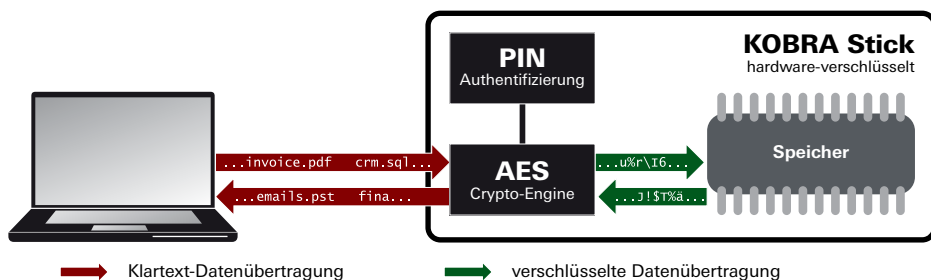 KOBRA Stick
hardware-verschlüsselt
PIN
Authentifizierung
Speicher
...invoice.pdf crm.sql...
...u%r\I6...
AES
Crypto-Engine
...emails.pst fina...
...J!$T%ä...
Klartext-Datenübertragung
verschlüsselte Datenübertragung